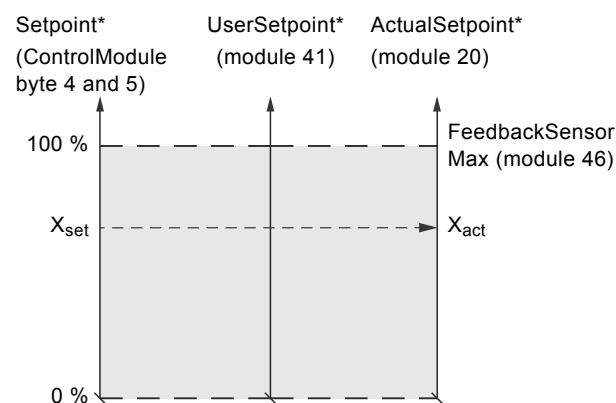 Setpoint*
(ControlModule
byte 4 and 5)
UserSetpoint*
(module 41)
ActualSetpoint*
(module 20)
100 %
FeedbackSensor
Max (module 46)
Xset
Xact
0 %